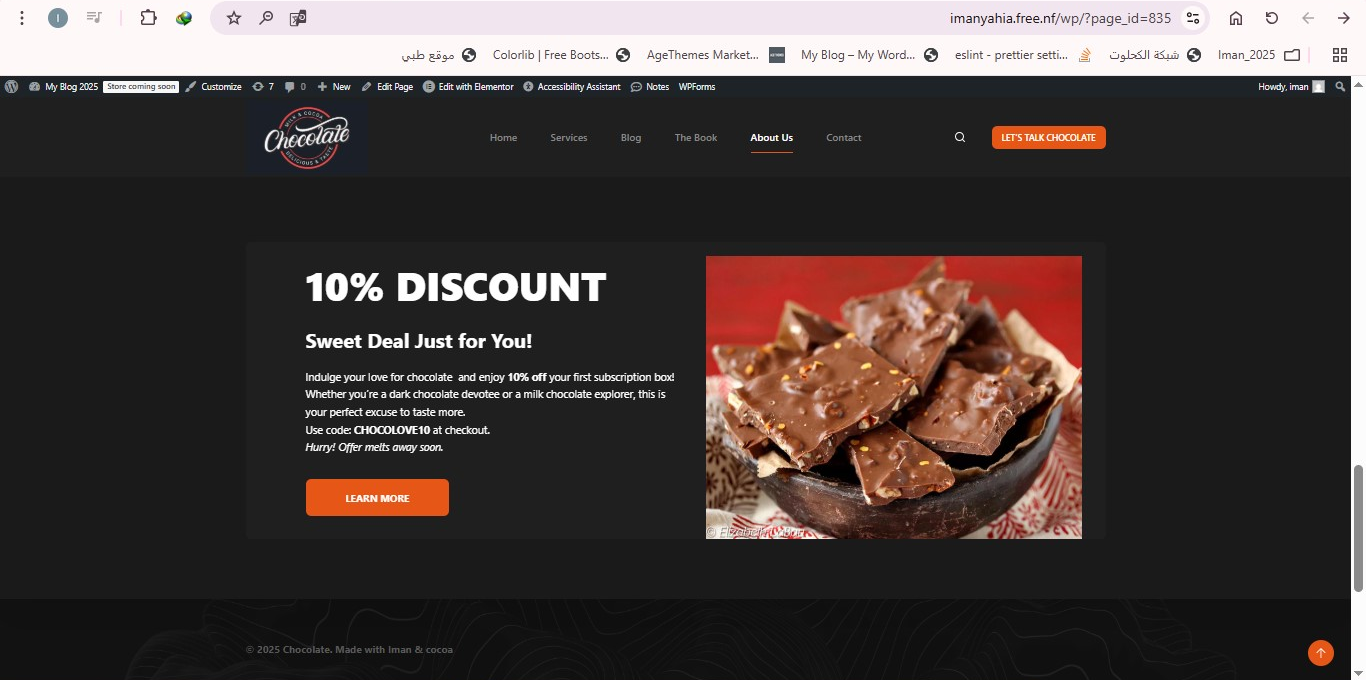 imanyahia.free.nf/wp/?page_id=835
موقع طبي
Colorlib | Free Boots...
AgeThemes Market...
My Blog – My Word...
eslint - prettier setti...
شبكة الكحلوت
Iman_2025
My Blog 2025 Store coming soon Customize 7 0 New Edit Page Edit with Elementor Accessibility Assistant Notes WPForms Howdy, iman
MILK & COCOA
Chocolate
DELICIOUS & TASTE
Home Services Blog The Book About Us Contact LET'S TALK CHOCOLATE
10% DISCOUNT
Sweet Deal Just for You!
Indulge your love for chocolate and enjoy 10% off your first subscription box!
Whether you're a dark chocolate devotee or a milk chocolate explorer, this is
your perfect excuse to taste more.
Use code: CHOCOLOVE10 at checkout.
Hurry! Offer melts away soon.
LEARN MORE
© 2025 Chocolate. Made with Iman & cocoa